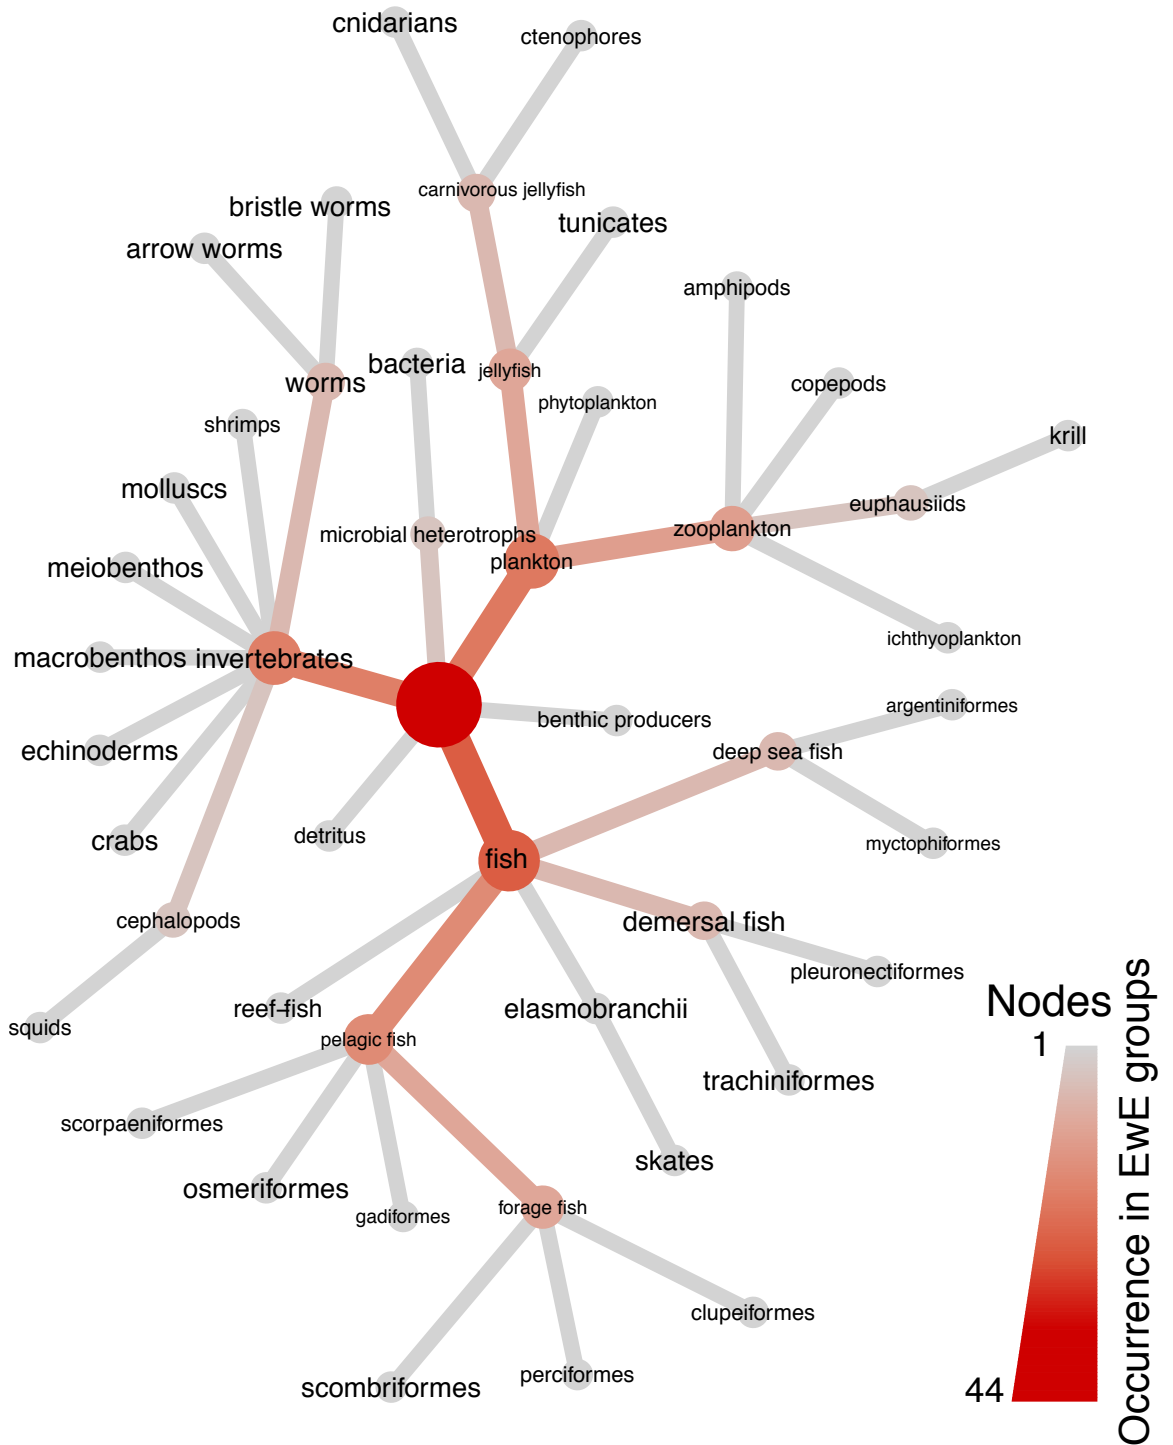 cnidarians
ctenophores
carnivorous jellyfish
bristle worms
tunicates
arrow worms
amphipods
bacteria
jellyfish
worms
copepods
phytoplankton
shrimps
krill
molluscs
euphausiids
zooplankton
microbial heterotrophs
plankton
meiobenthos
ichthyoplankton
macrobenthos
invertebrates
argentiniformes
benthic producers
echinoderms
deep sea fish
detritus
crabs
myctophiformes
fish
cephalopods
demersal fish
pleuronectiformes
reef-fish
elasmobranchii
squids
pelagic fish
trachiniformes
scorpaeniformes
skates
osmeriformes
gadiformes
forage fish
clupeiformes
perciformes
scombriformes
Nodes
1
44
Occurrence in EwE groups